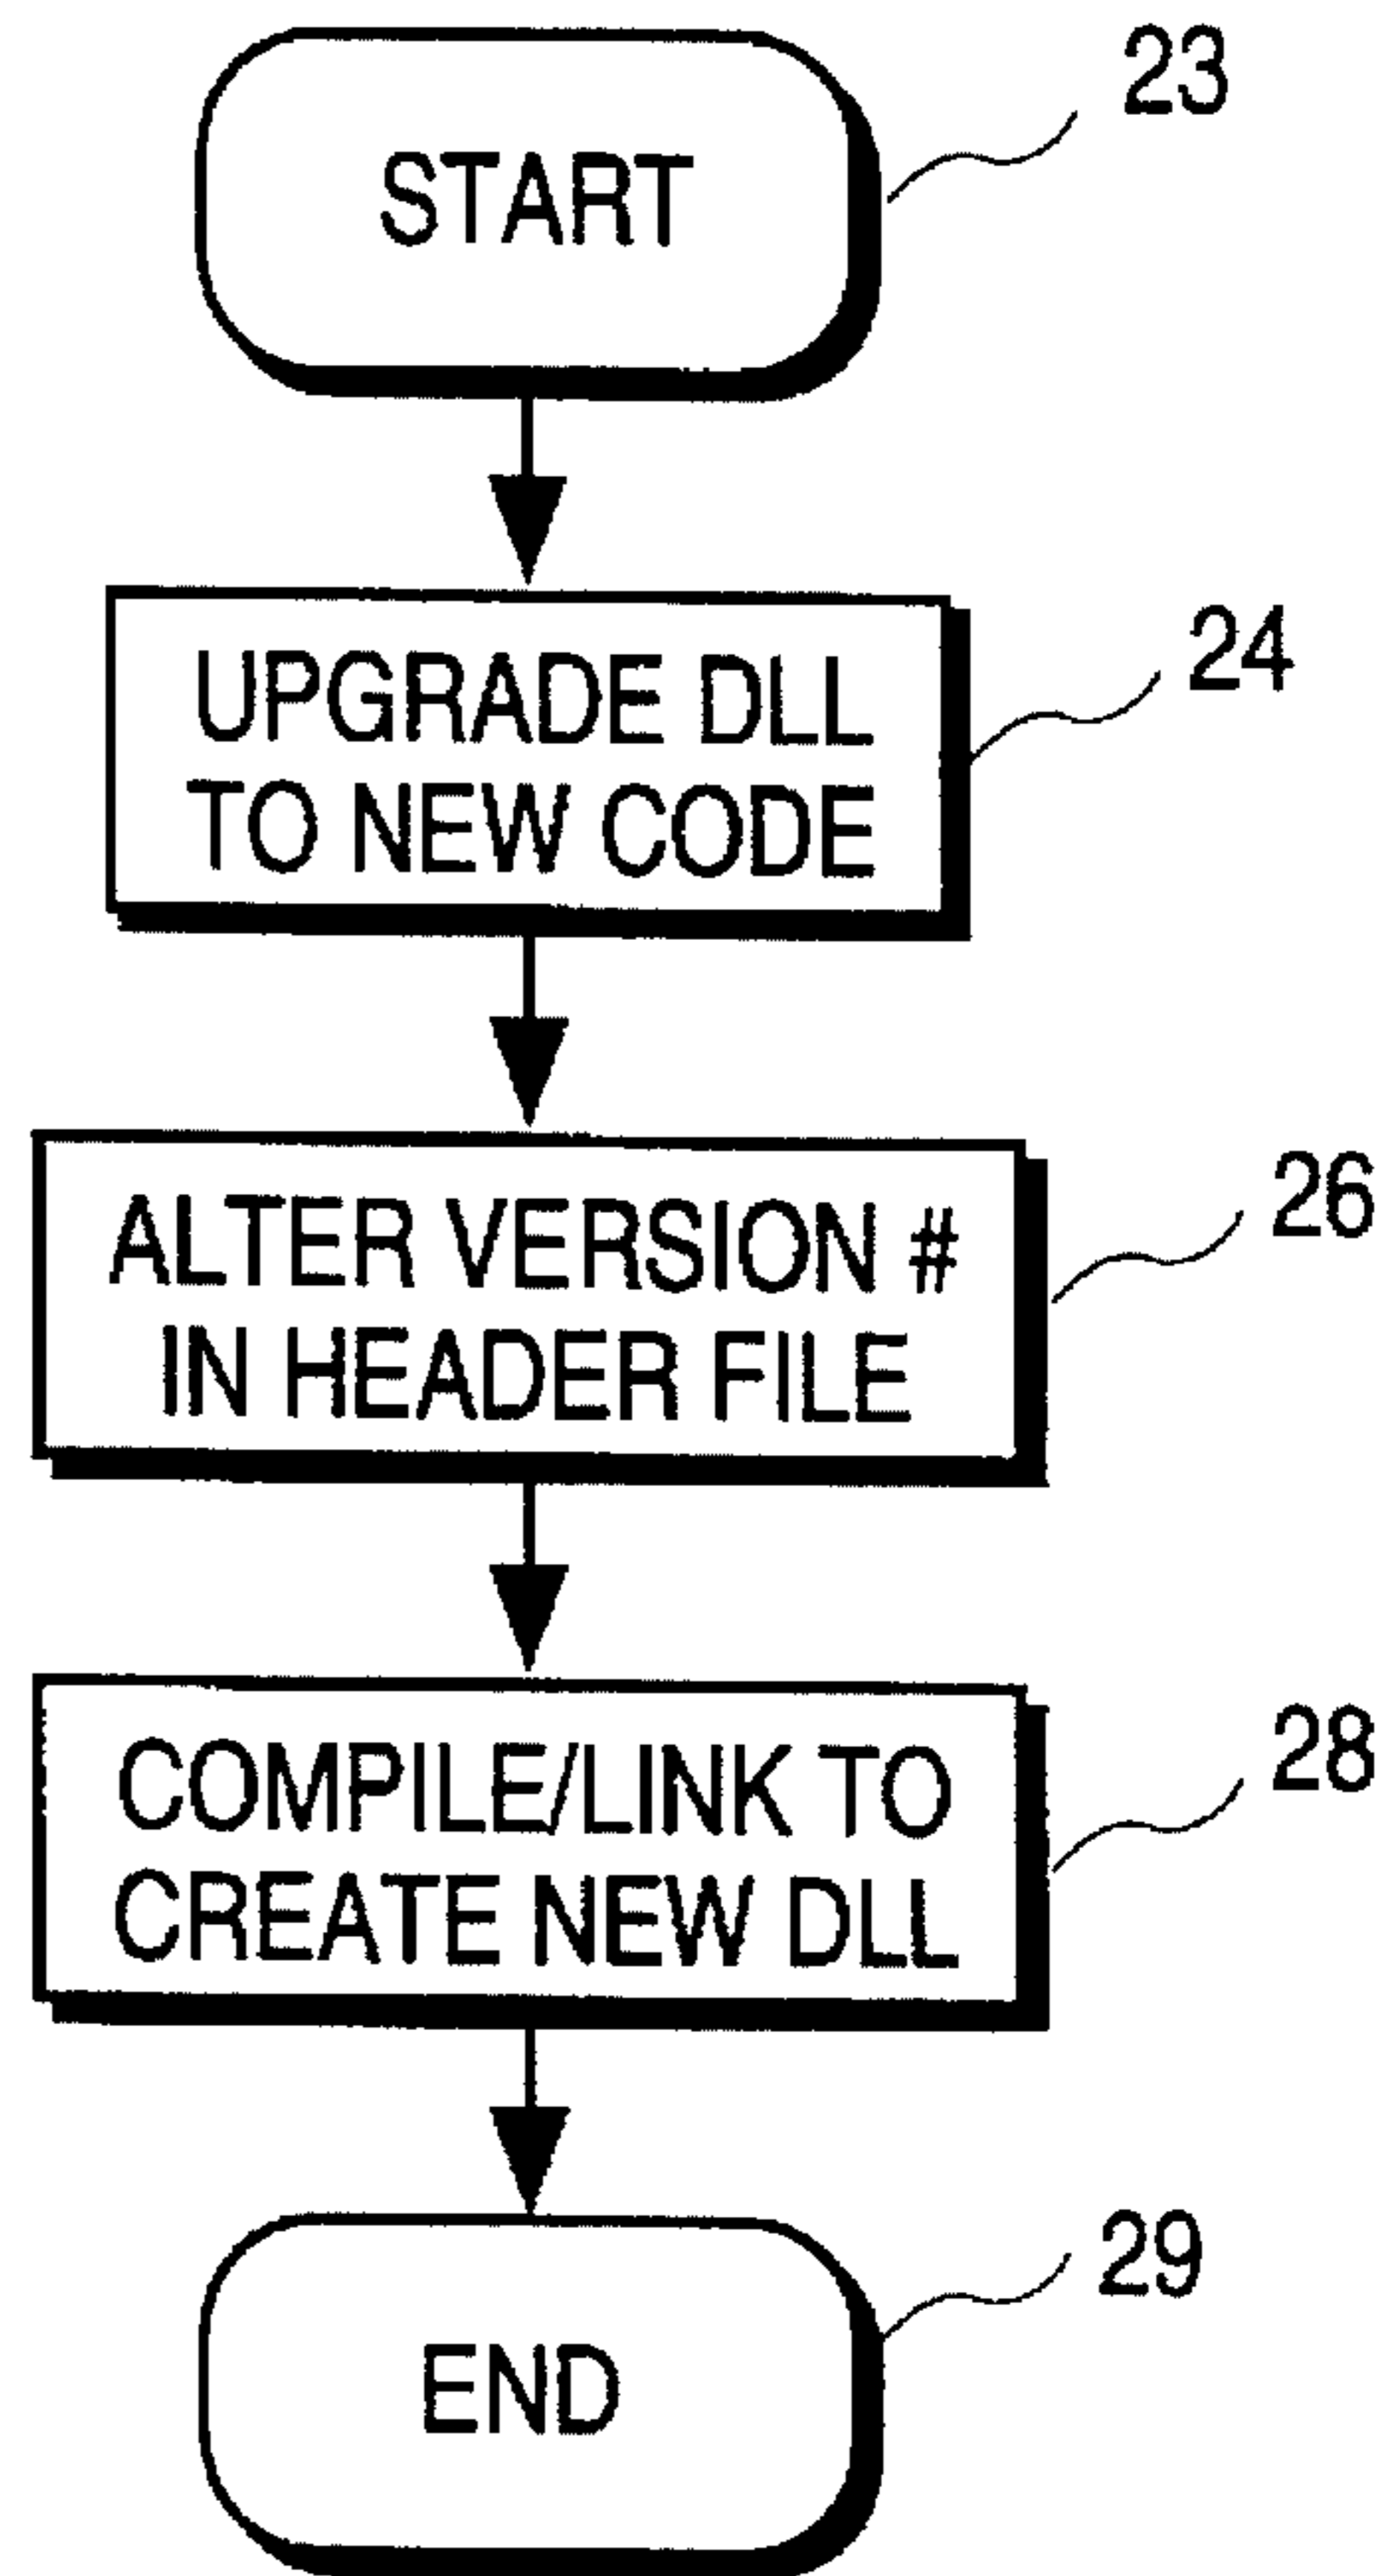 START
23
UPGRADE DLL
TO NEW CODE
24
ALTER VERSION #
IN HEADER FILE
26
COMPILE/LINK TO
CREATE NEW DLL
28
END
29